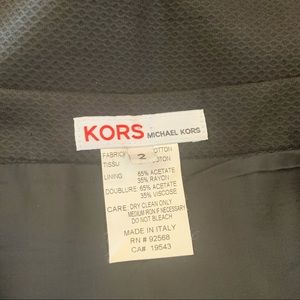 KORS MICHAEL KORS
2
FABRIC COTTON
TISSU
LINING 65% ACETATE
35% RAYON
DOUBLURE: 65% ACETATE
35% VISCOSE
CARE: DRY CLEAN ONLY
MEDIUM IRON IF NECESSARY
DO NOT BLEACH
MADE IN ITALY
RN # 92568
CA# 19543